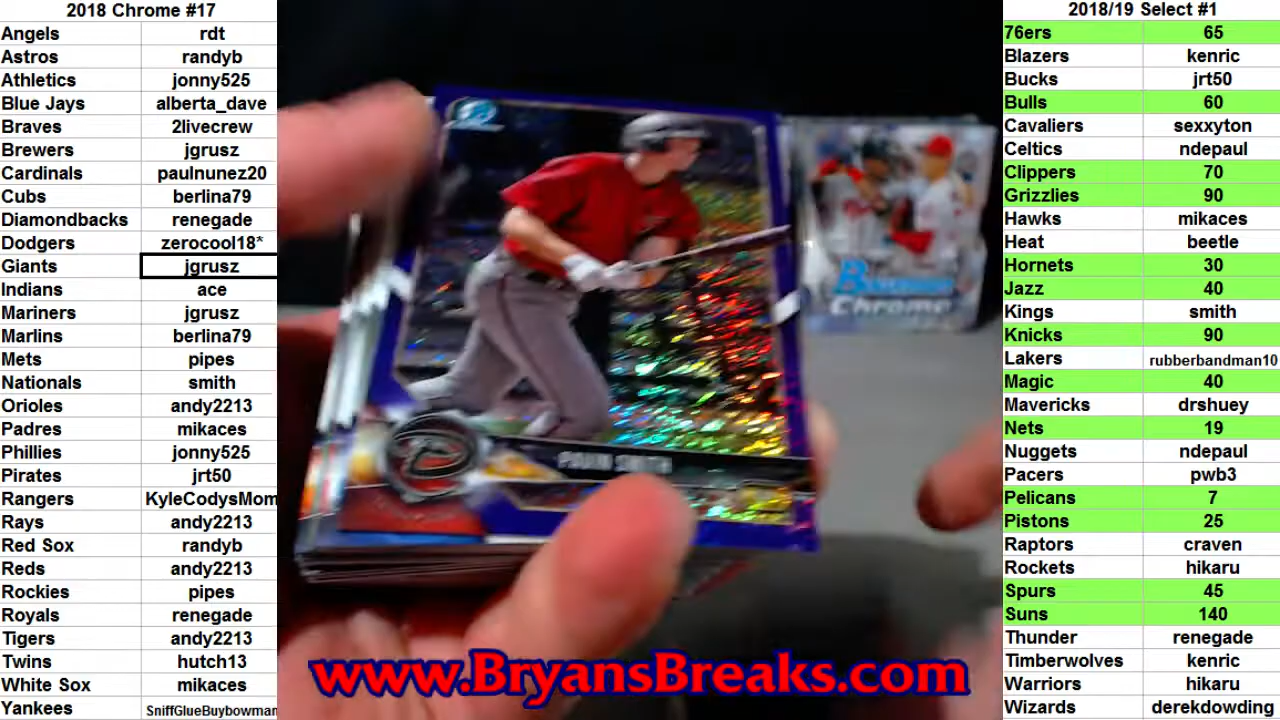 2018 Chrome #17
Angels rdt
Astros randyb
Athletics jonny525
Blue Jays alberta_dave
Braves 2livecrew
Brewers jgrusz
Cardinals paulnunez20
Cubs berlina79
Diamondbacks renegade
Dodgers zerocool18*
Giants jgrusz
Indians ace
Mariners jgrusz
Marlins berlina79
Mets pipes
Nationals smith
Orioles andy2213
Padres mikaces
Phillies jonny525
Pirates jrt50
Rangers KyleCodysMom
Rays andy2213
Red Sox randyb
Reds andy2213
Rockies pipes
Royals renegade
Tigers andy2213
Twins hutch13
White Sox mikaces
Yankees SniffGlueBuybowman
PAVIN SMITH
Bowman
Chrome
www.BryansBreaks.com
2018/19 Select #1
76ers 65
Blazers kenric
Bucks jrt50
Bulls 60
Cavaliers sexxyton
Celtics ndepaul
Clippers 70
Grizzlies 90
Hawks mikaces
Heat beetle
Hornets 30
Jazz 40
Kings smith
Knicks 90
Lakers rubberbandman10
Magic 40
Mavericks drshuey
Nets 19
Nuggets ndepaul
Pacers pwb3
Pelicans 7
Pistons 25
Raptors craven
Rockets hikaru
Spurs 45
Suns 140
Thunder renegade
Timberwolves kenric
Warriors hikaru
Wizards derekdowding